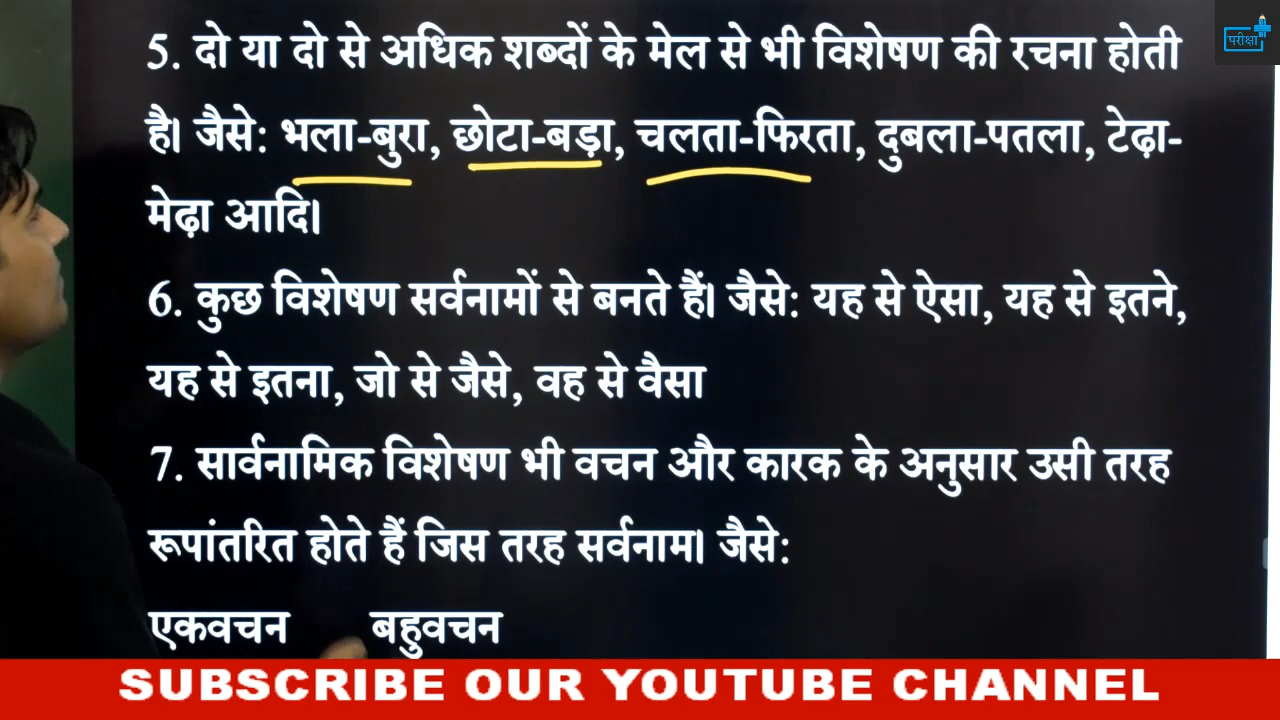 परीक्षा
5. दो या दो से अधिक शब्दों के मेल से भी विशेषण की रचना होती
है। जैसे: भला-बुरा, छोटा-बड़ा, चलता-फिरता, दुबला-पतला, टेढ़ा-
मेढ़ा आदि।
6. कुछ विशेषण सर्वनामों से बनते हैं। जैसे: यह से ऐसा, यह से इतने,
यह से इतना, जो से जैसे, वह से वैसा
7. सार्वनामिक विशेषण भी वचन और कारक के अनुसार उसी तरह
रूपांतरित होते हैं जिस तरह सर्वनाम। जैसे:
एकवचन बहुवचन
SUBSCRIBE OUR YOUTUBE CHANNEL